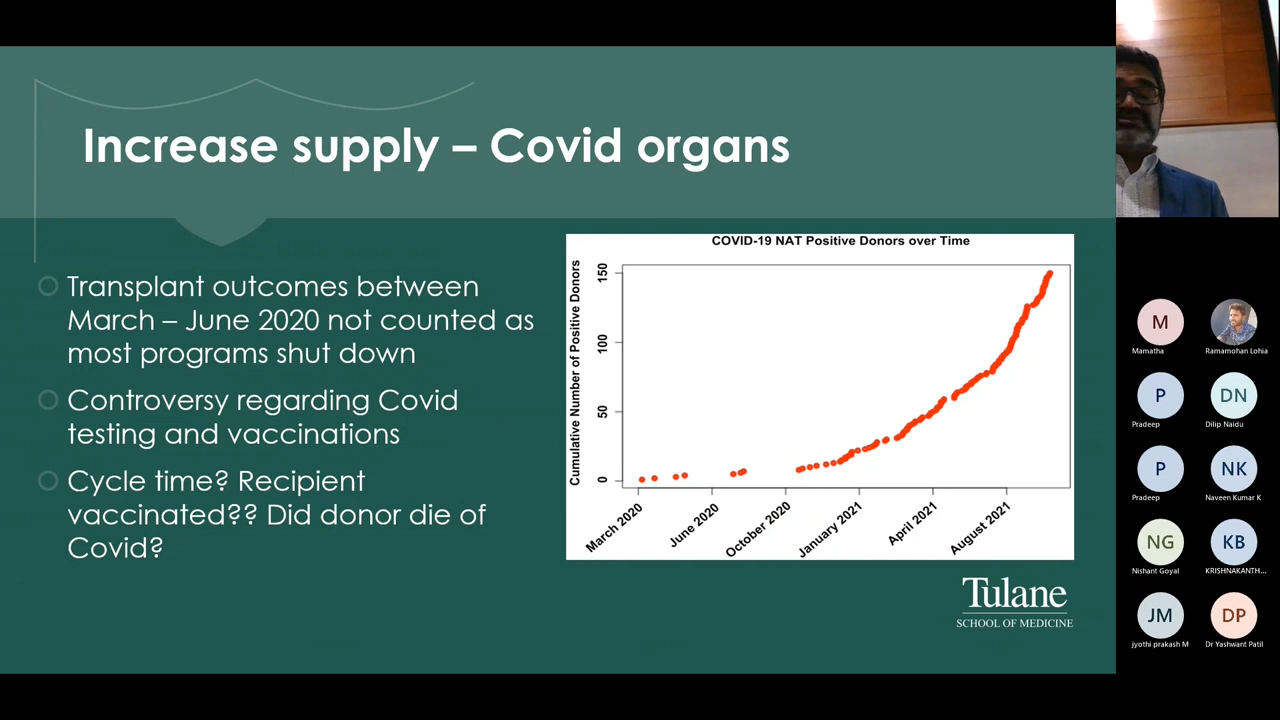 Increase supply – Covid organs
Transplant outcomes between
March – June 2020 not counted as
most programs shut down
Controversy regarding Covid
testing and vaccinations
Cycle time? Recipient
vaccinated?? Did donor die of
Covid?
COVID-19 NAT Positive Donors over Time
Cumulative Number of Positive Donors
150
100
50
0
March 2020
June 2020
October 2020
January 2021
April 2021
August 2021
Tulane
SCHOOL OF MEDICINE
M
Mamatha
Ramamohan Lohia
P
DN
Pradeep
Dilip Naidu
P
NK
Pradeep
Naveen Kumar K
NG
KB
Nishant Goyal
KRISHNAKANTH...
JM
DP
jyothi prakash M
Dr Yashwant Patil